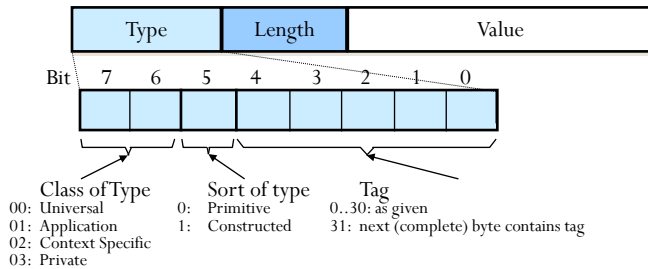 Type Length Value
Bit 7 6 5 4 3 2 1 0
Class of Type Sort of type Tag
00: Universal 0: Primitive 0..30: as given
01: Application 1: Constructed 31: next (complete) byte contains tag
02: Context Specific
03: Private